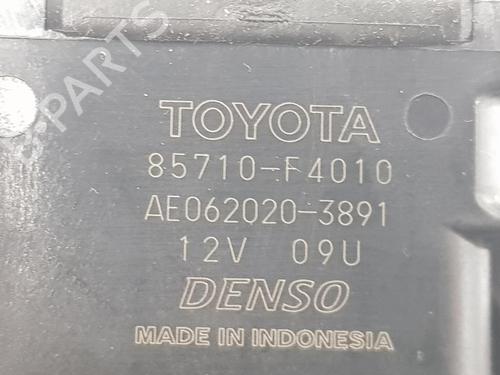 B-PARTS
TOYOTA
85710-F4010
AE062020-3891
12V 09U
DENSO
MADE IN INDONESIA